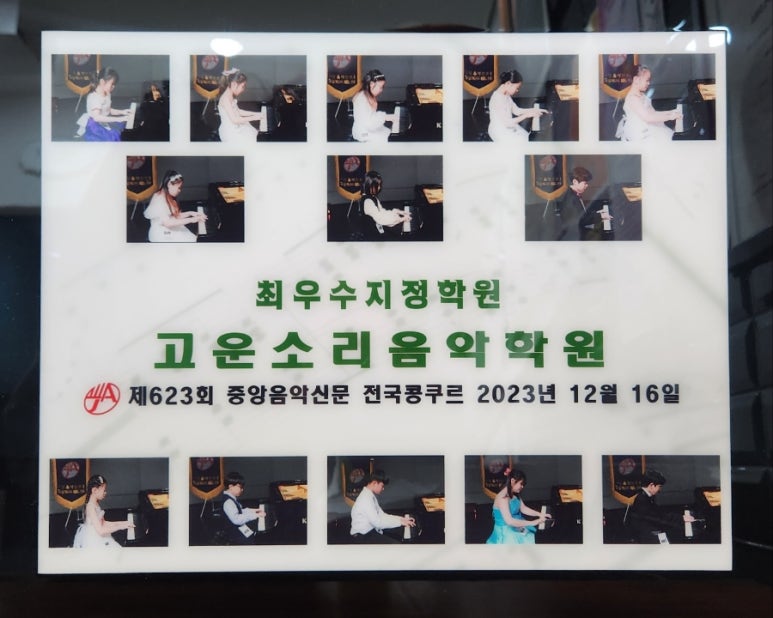 최우수지정학원
고운소리음악학원
제623회 중앙음악신문 전국콩쿠르 2023년 12월 16일